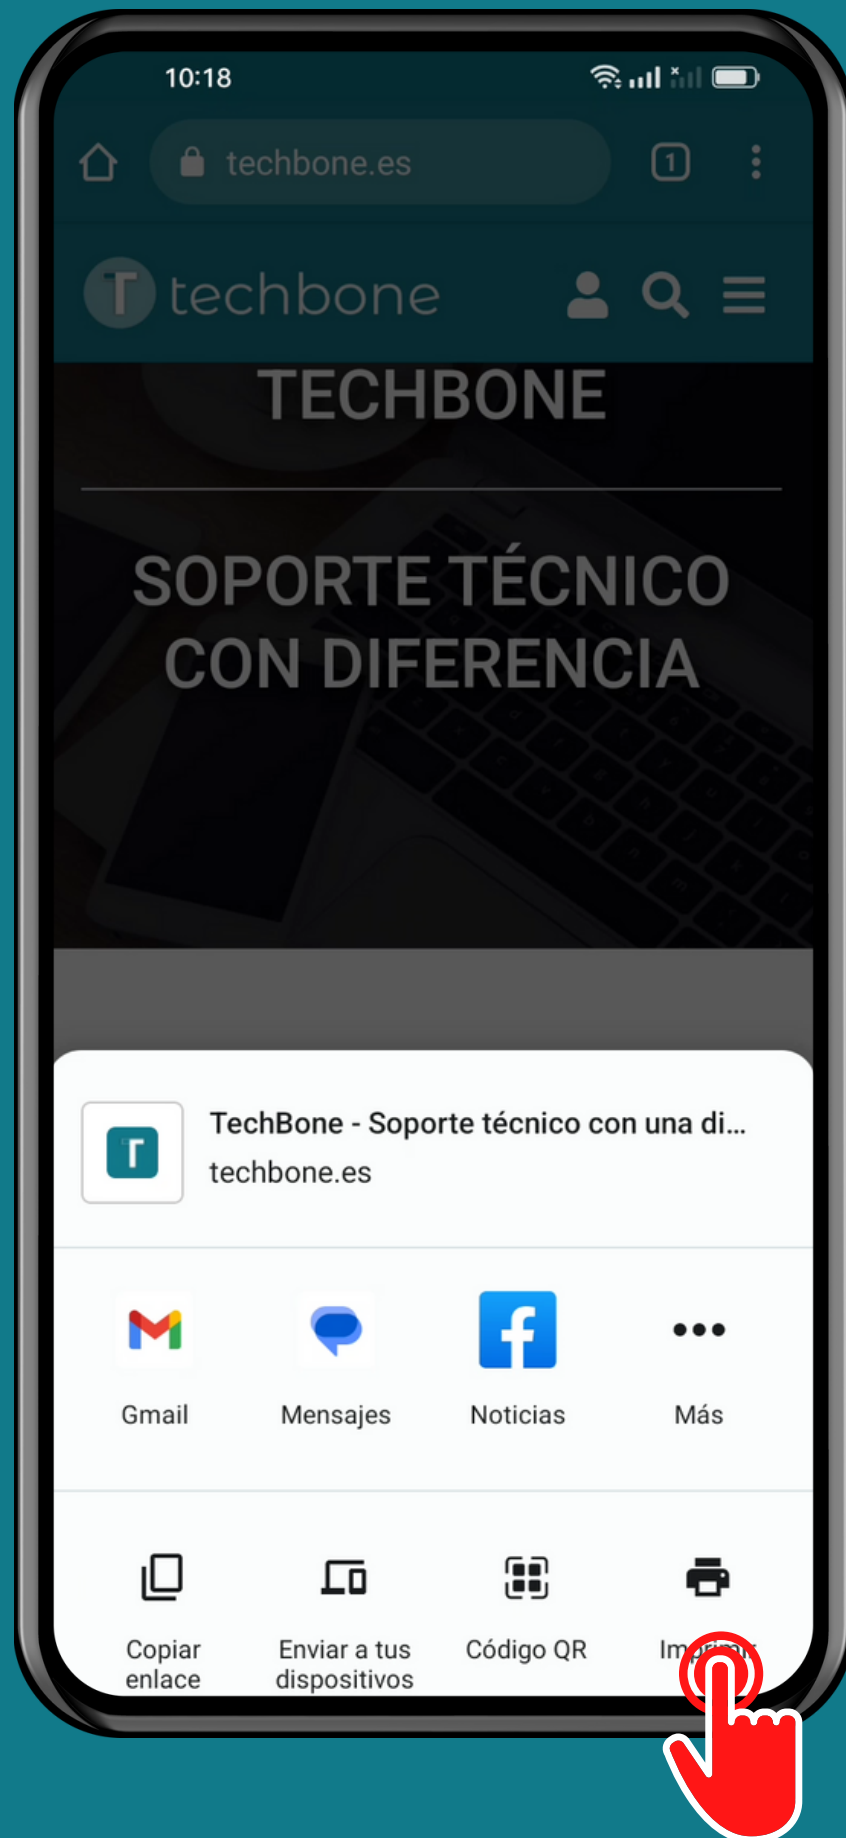 10:18
techbone.es
1
T techbone
TECHBONE
SOPORTE TÉCNICO
CON DIFERENCIA
T
TechBone - Soporte técnico con una di...
techbone.es
Gmail
Mensajes
Noticias
Más
Copiar
enlace
Enviar a tus
dispositivos
Código QR
Imprimir